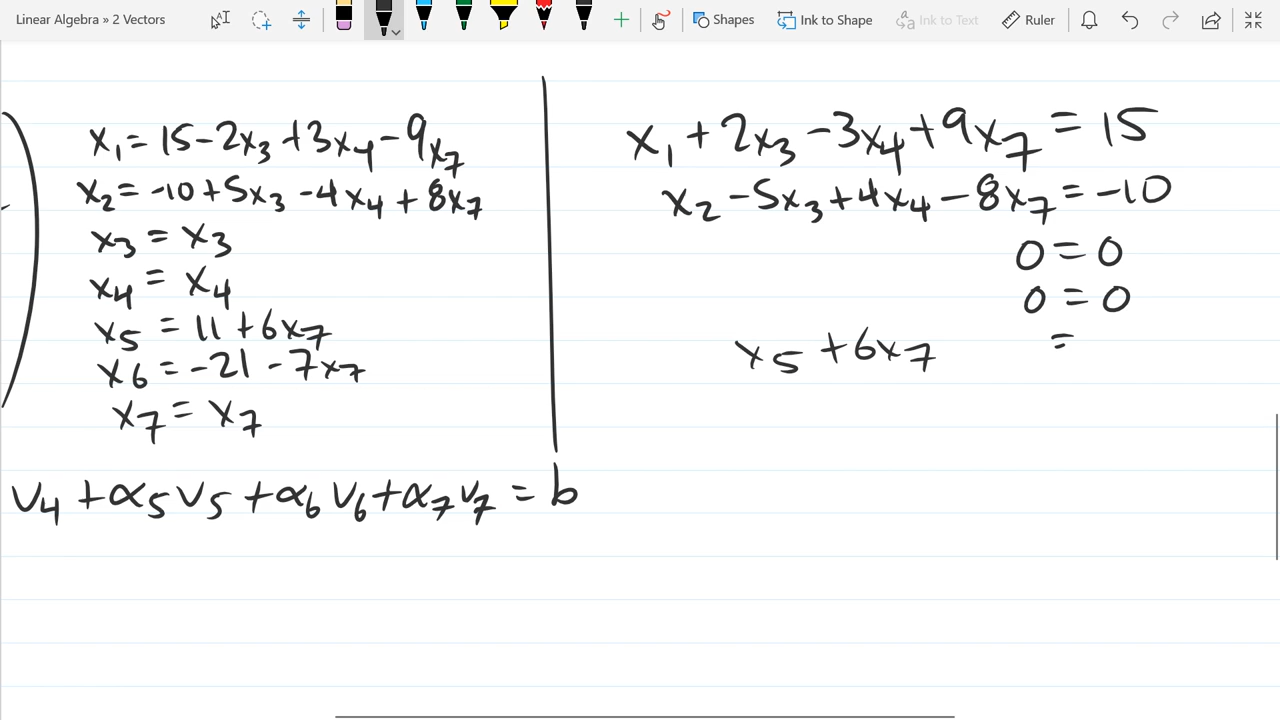 Linear Algebra » 2 Vectors
Shapes
Ink to Shape
Ink to Text
Ruler
x₁ = 15 - 2x₃ + 3x₄ - 9x₇
x₂ = -10 + 5x₃ - 4x₄ + 8x₇
x₃ = x₃
x₄ = x₄
x₅ = 11 + 6x₇
x₆ = -21 - 7x₇
x₇ = x₇
v₄ + α₅v₅ + α₆v₆ + α₇v₇ = b
x₁ + 2x₃ - 3x₄ + 9x₇ = 15
x₂ - 5x₃ + 4x₄ - 8x₇ = -10
0 = 0
0 = 0
x₅ + 6x₇ =